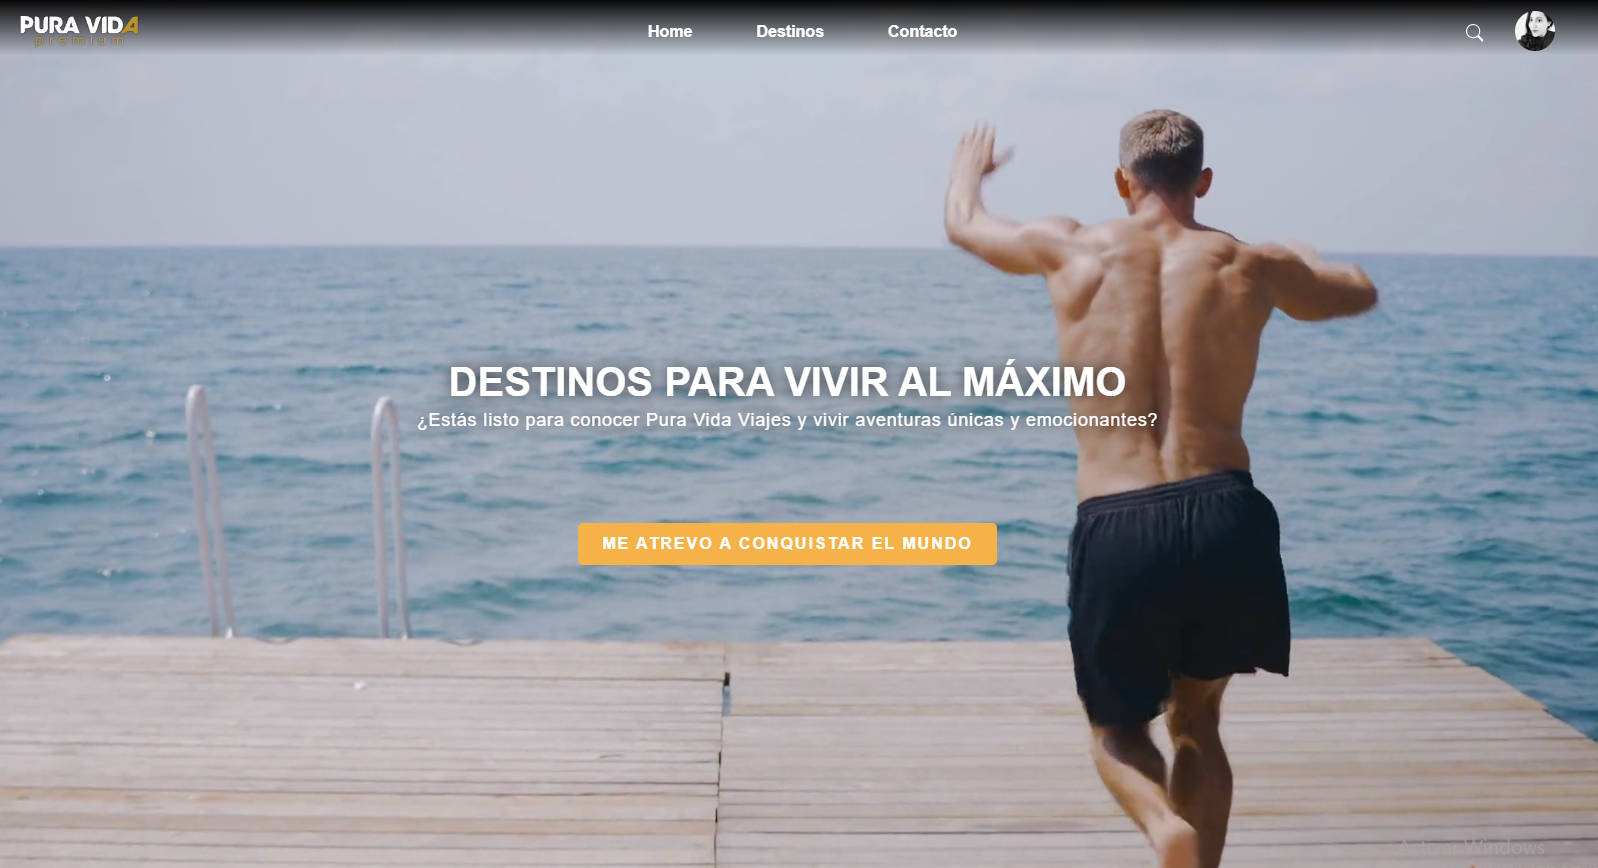 PURA VIDA
premium
Home
Destinos
Contacto
DESTINOS PARA VIVIR AL MÁXIMO
¿Estás listo para conocer Pura Vida Viajes y vivir aventuras únicas y emocionantes?
ME ATREVO A CONQUISTAR EL MUNDO
Activar Windows